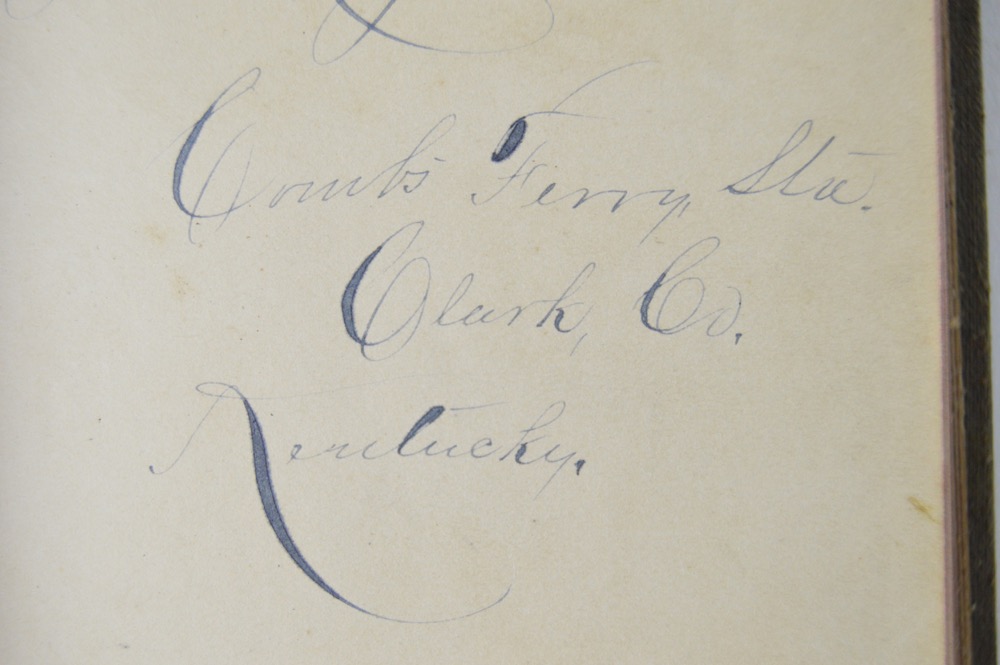 Combs Ferry, Sta.
Clark, Co.
Kentucky.